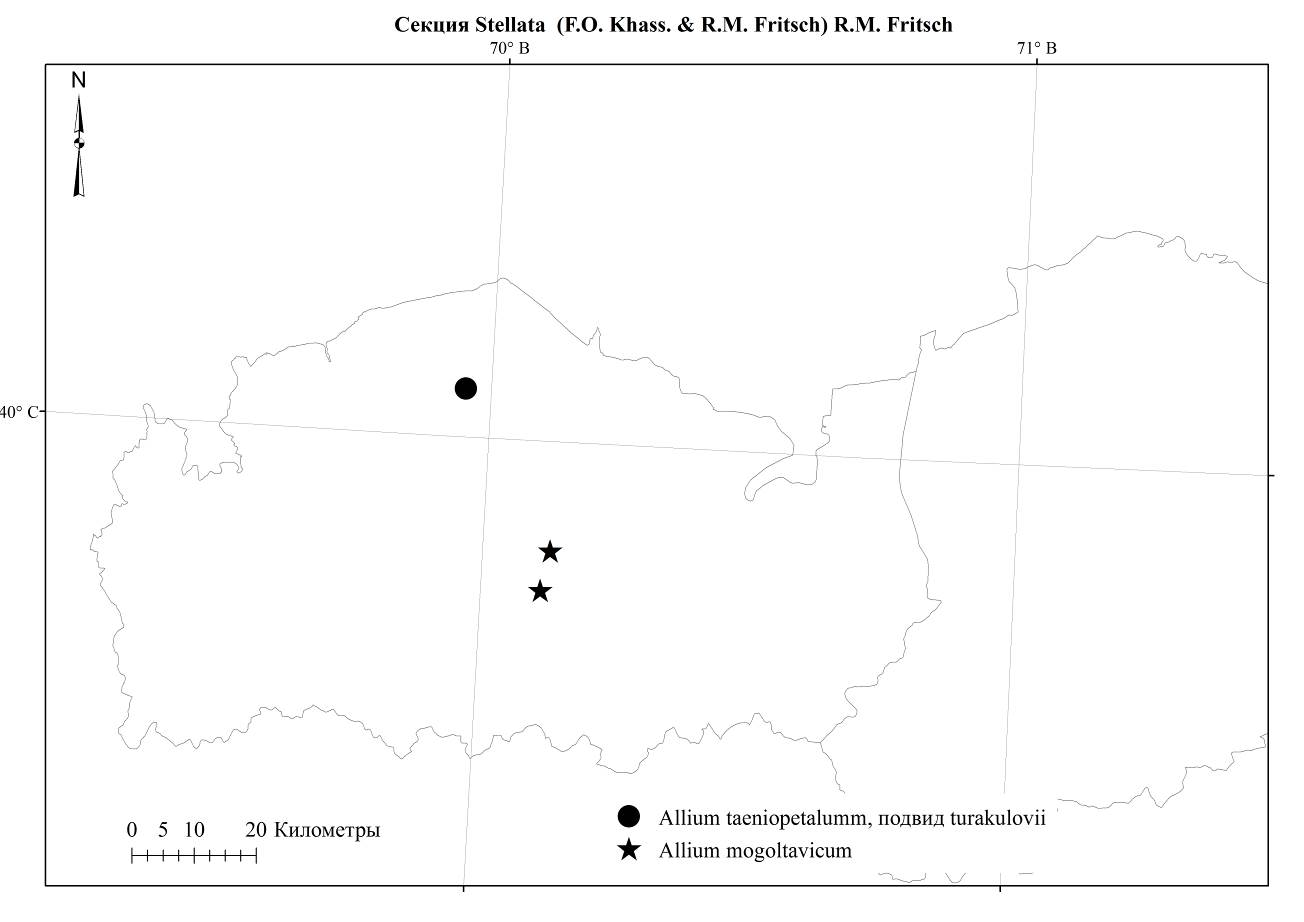 Секция Stellata (F.O. Khass. & R.M. Fritsch) R.M. Fritsch
70° В 71° В
N
40° С
0 5 10 20 Километры
Allium taeniopetalumm, подвид turakulovii
Allium mogoltavicum